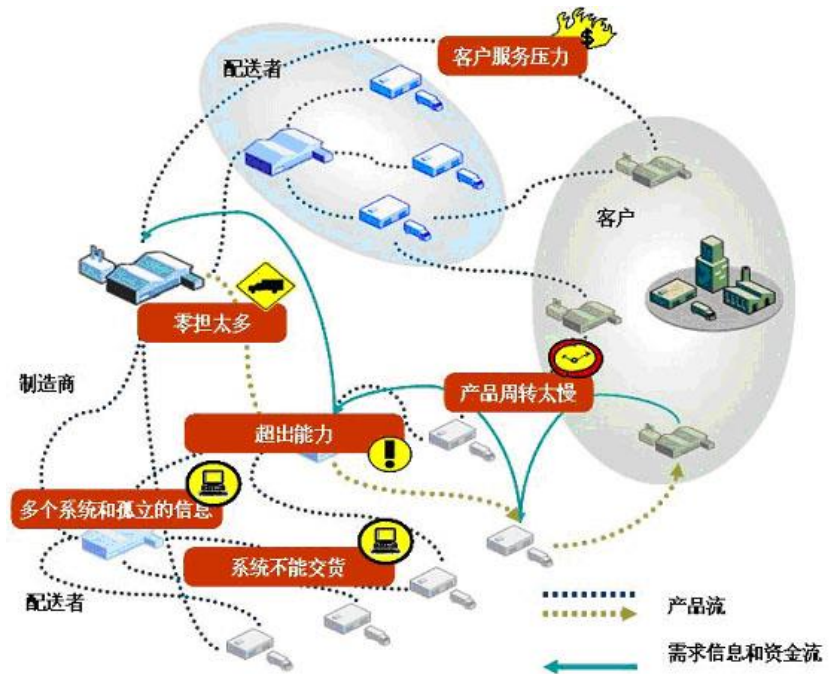 客户服务压力
配送者
$
客户
零担太多
制造商
产品周转太慢
超出能力
!
多个系统和孤立的信息
系统不能交货
配送者
产品流
需求信息和资金流